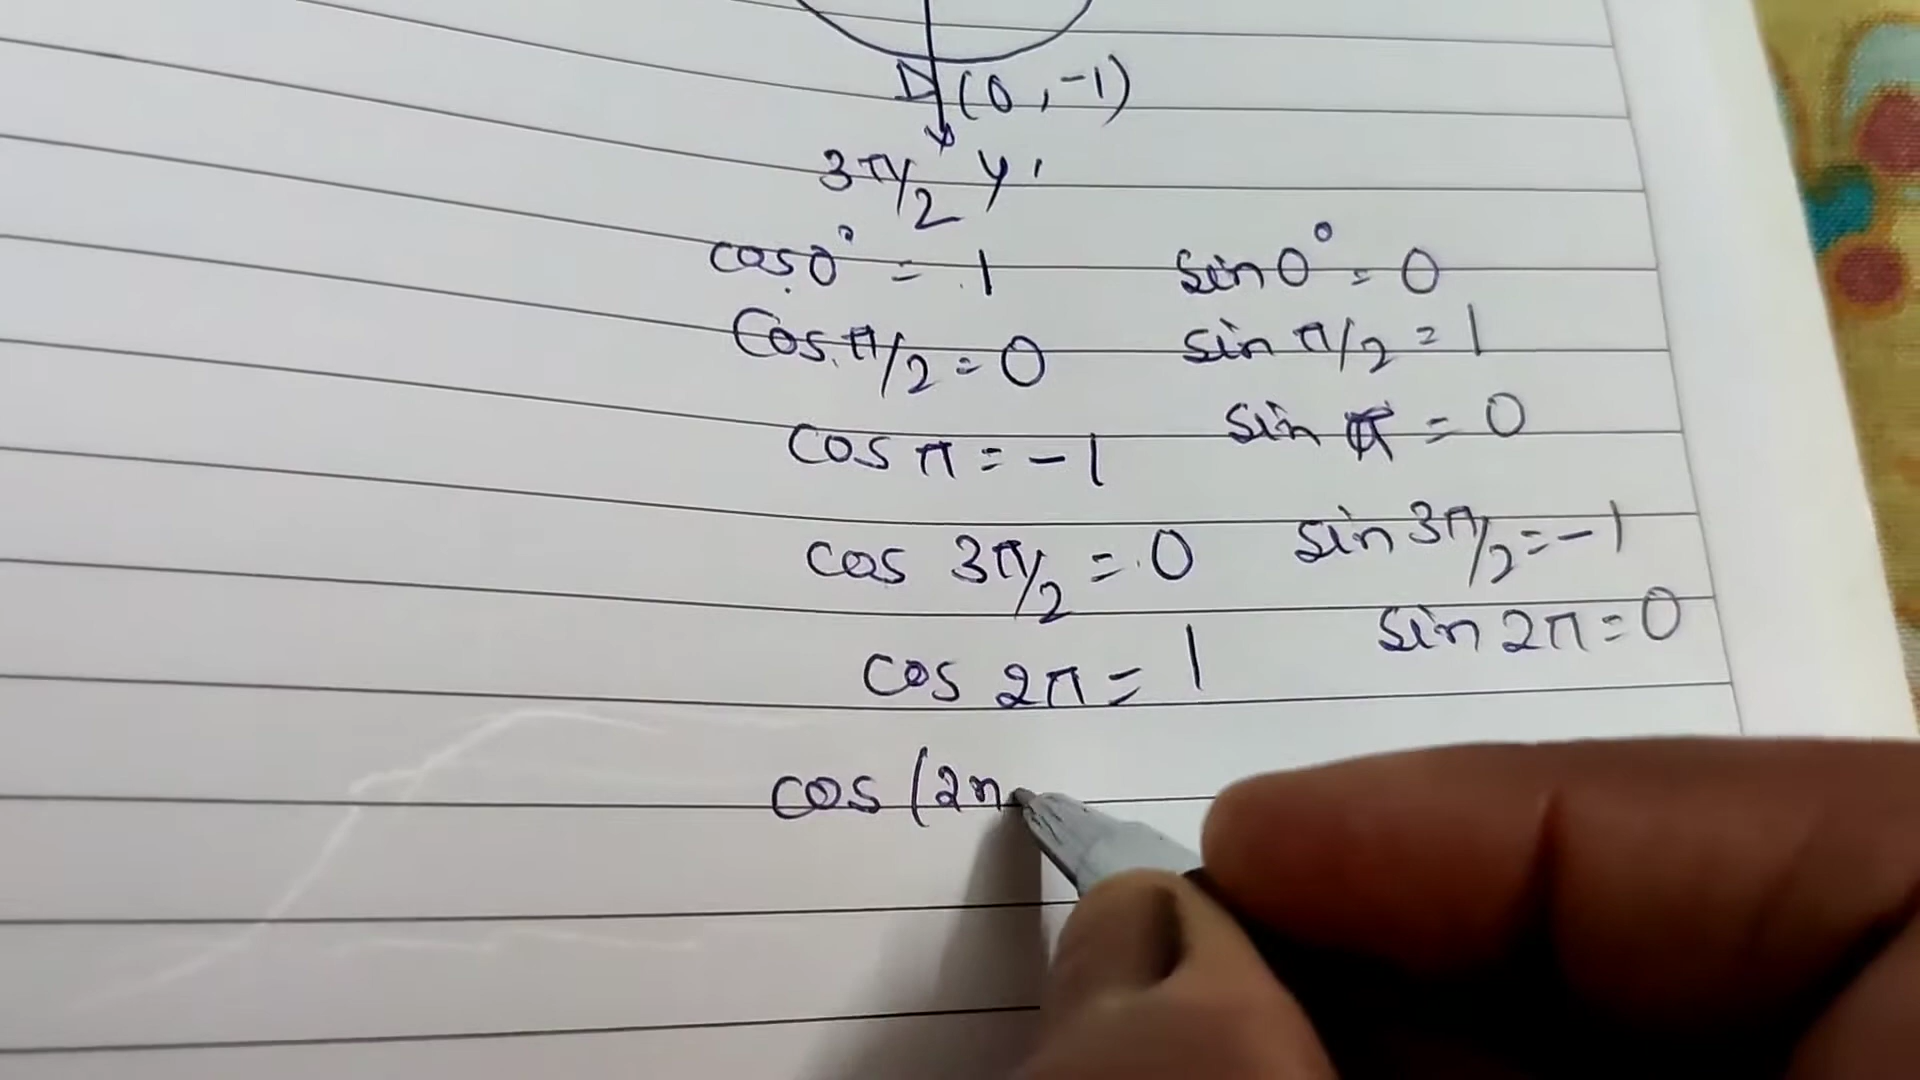 D (0, -1)
3π/2 y'
cos 0° = 1 sin 0° = 0
Cos π/2 = 0 sin π/2 = 1
cos π = -1 sin π = 0
cos 3π/2 = 0 sin 3π/2 = -1
cos 2π = 1 sin 2π = 0
cos (2n